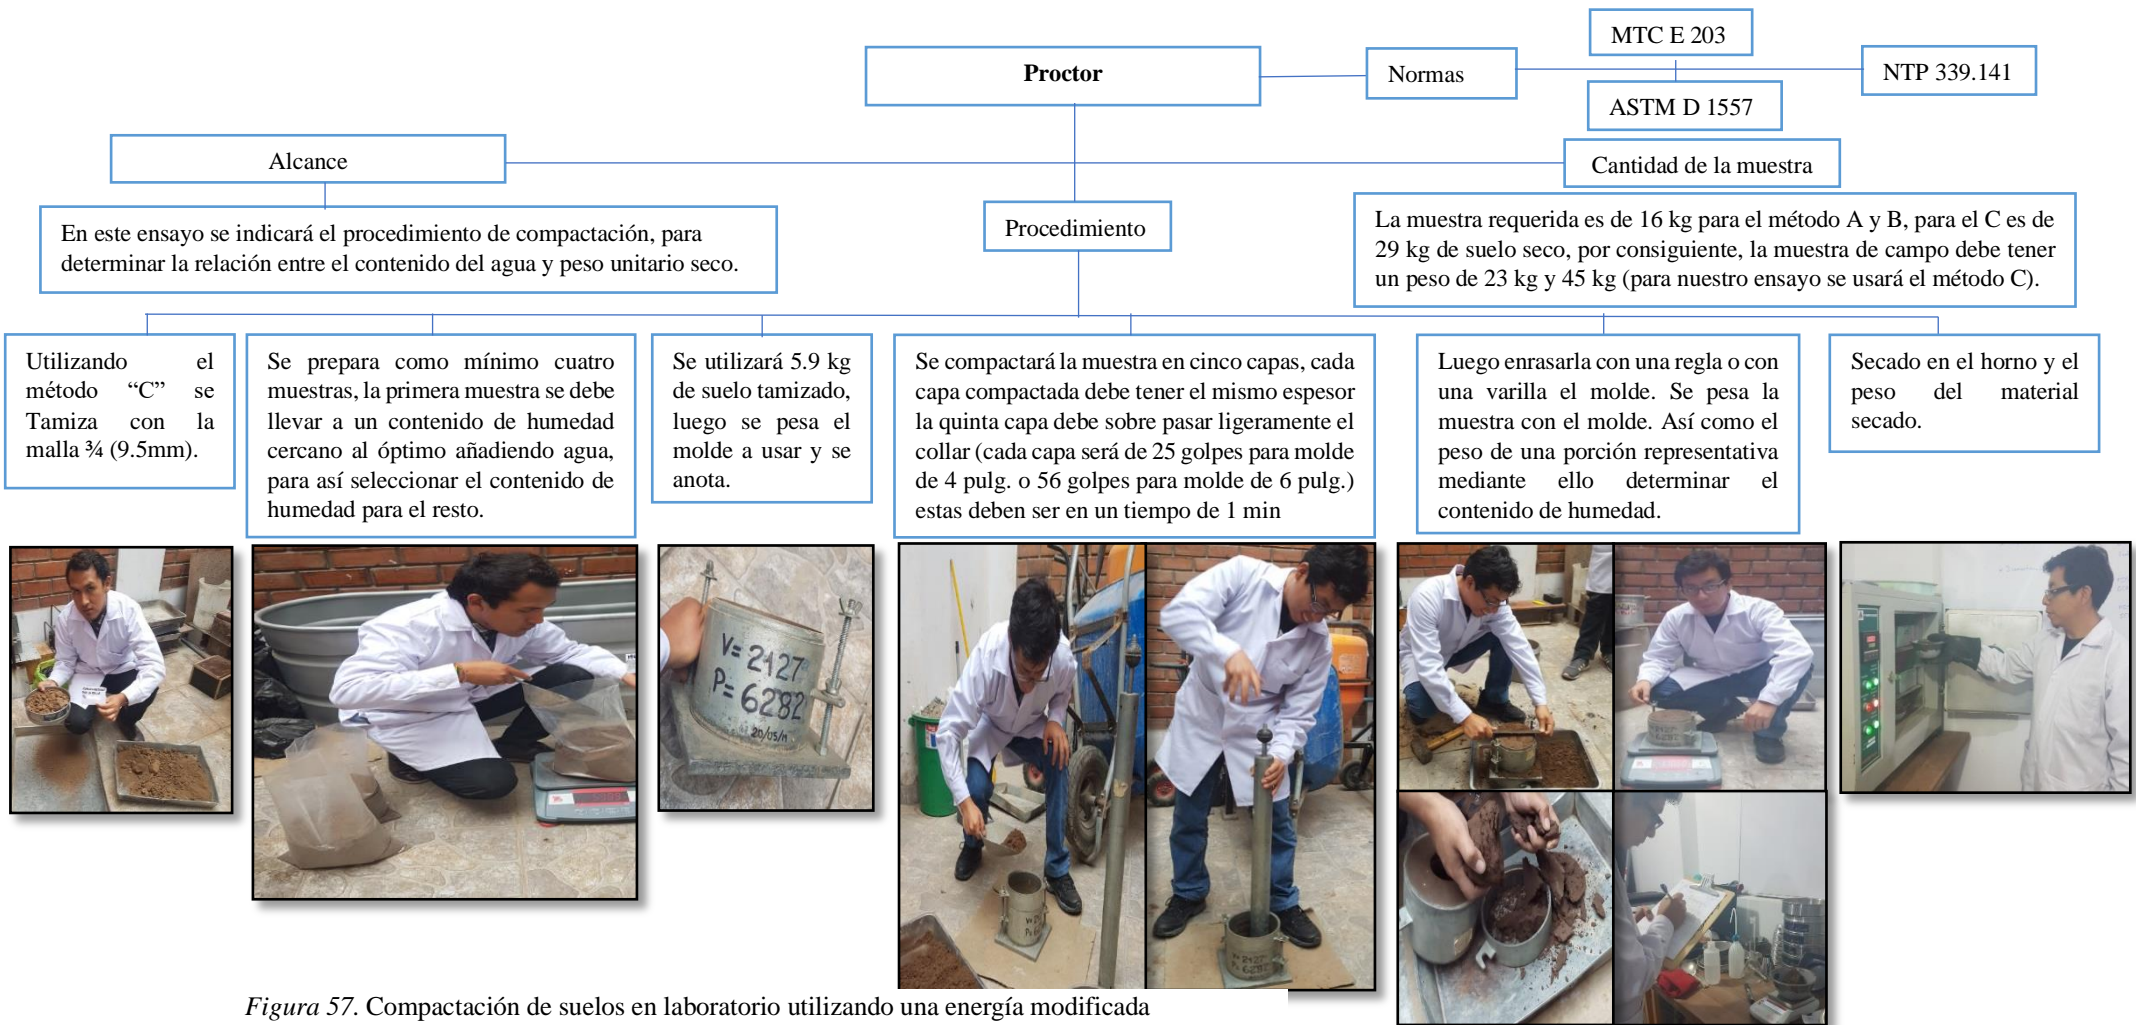 MTC E 203
Proctor
Normas
NTP 339.141
ASTM D 1557
Alcance
Cantidad de la muestra
En este ensayo se indicará el procedimiento de compactación, para
determinar la relación entre el contenido del agua y peso unitario seco.
Procedimiento
La muestra requerida es de 16 kg para el método A y B, para el C es de
29 kg de suelo seco, por consiguiente, la muestra de campo debe tener
un peso de 23 kg y 45 kg (para nuestro ensayo se usará el método C).
Utilizando el
método “C” se
Tamiza con la
malla ¾ (9.5mm).
Se prepara como mínimo cuatro
muestras, la primera muestra se debe
llevar a un contenido de humedad
cercano al óptimo añadiendo agua,
para así seleccionar el contenido de
humedad para el resto.
Se utilizará 5.9 kg
de suelo tamizado,
luego se pesa el
molde a usar y se
anota.
Se compactará la muestra en cinco capas, cada
capa compactada debe tener el mismo espesor
la quinta capa debe sobre pasar ligeramente el
collar (cada capa será de 25 golpes para molde
de 4 pulg. o 56 golpes para molde de 6 pulg.)
estas deben ser en un tiempo de 1 min
Luego enrasarla con una regla o con
una varilla el molde. Se pesa la
muestra con el molde. Así como el
peso de una porción representativa
mediante ello determinar el
contenido de humedad.
Secado en el horno y el
peso del material
secado.
V= 2127
P= 6282
V= 2127
P= 6282
Figura 57. Compactación de suelos en laboratorio utilizando una energía modificada